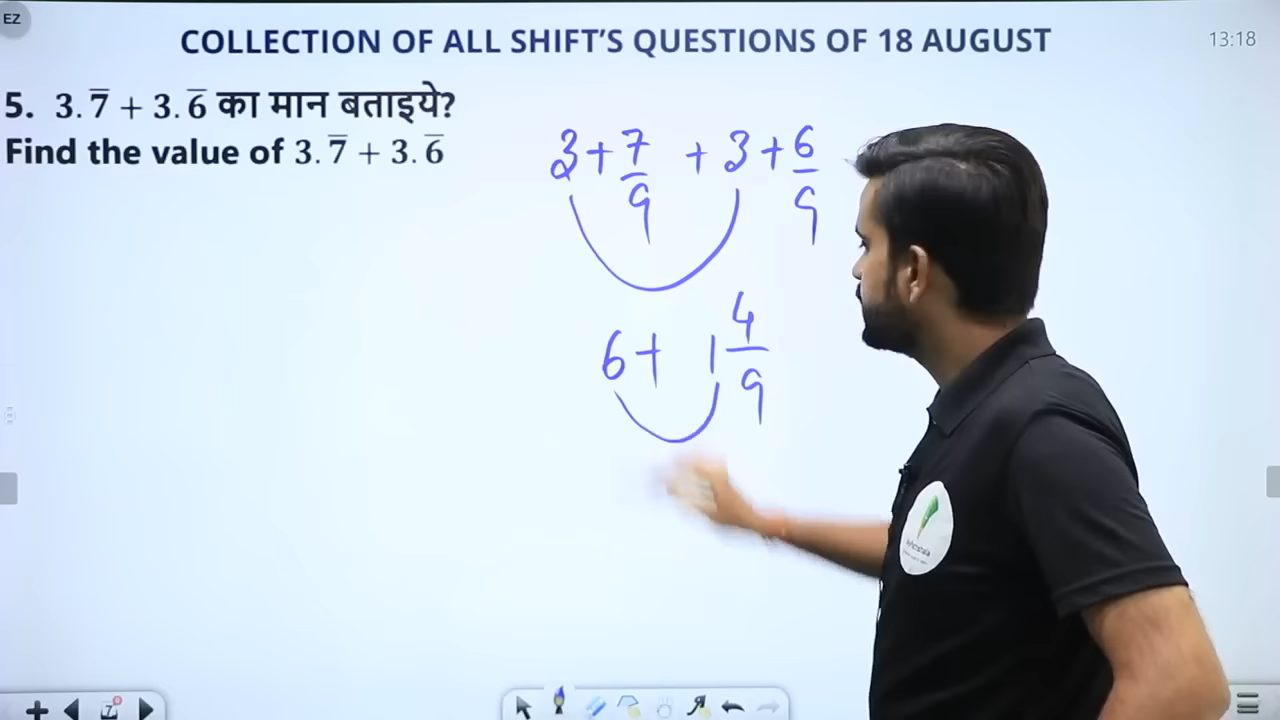 EZ
COLLECTION OF ALL SHIFT'S QUESTIONS OF 18 AUGUST
13:18
5. 3.7̅ + 3.6̅ का मान बताइये?
Find the value of 3.7̅ + 3.6̅
3 + 7/9 + 3 + 6/9
6 + 1 4/9